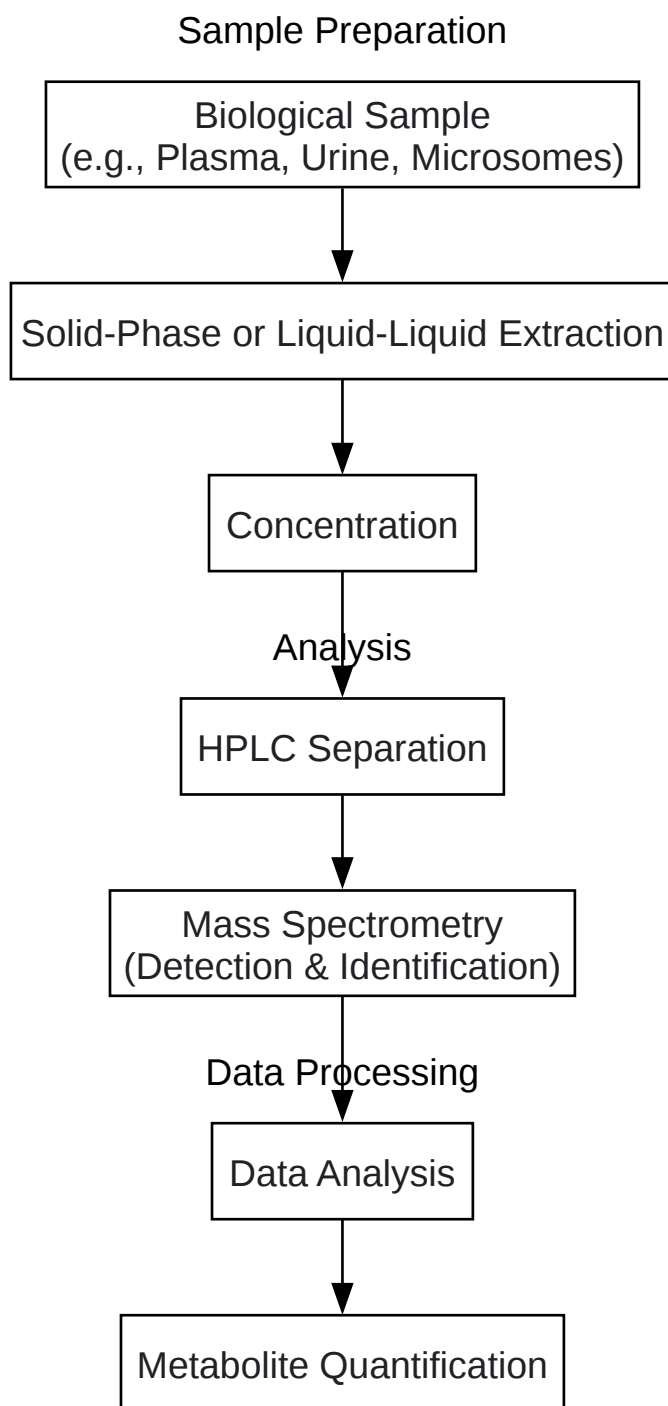 Sample Preparation
Biological Sample
(e.g., Plasma, Urine, Microsomes)
Solid-Phase or Liquid-Liquid Extraction
Concentration
Analysis
HPLC Separation
Mass Spectrometry
(Detection & Identification)
Data Processing
Data Analysis
Metabolite Quantification